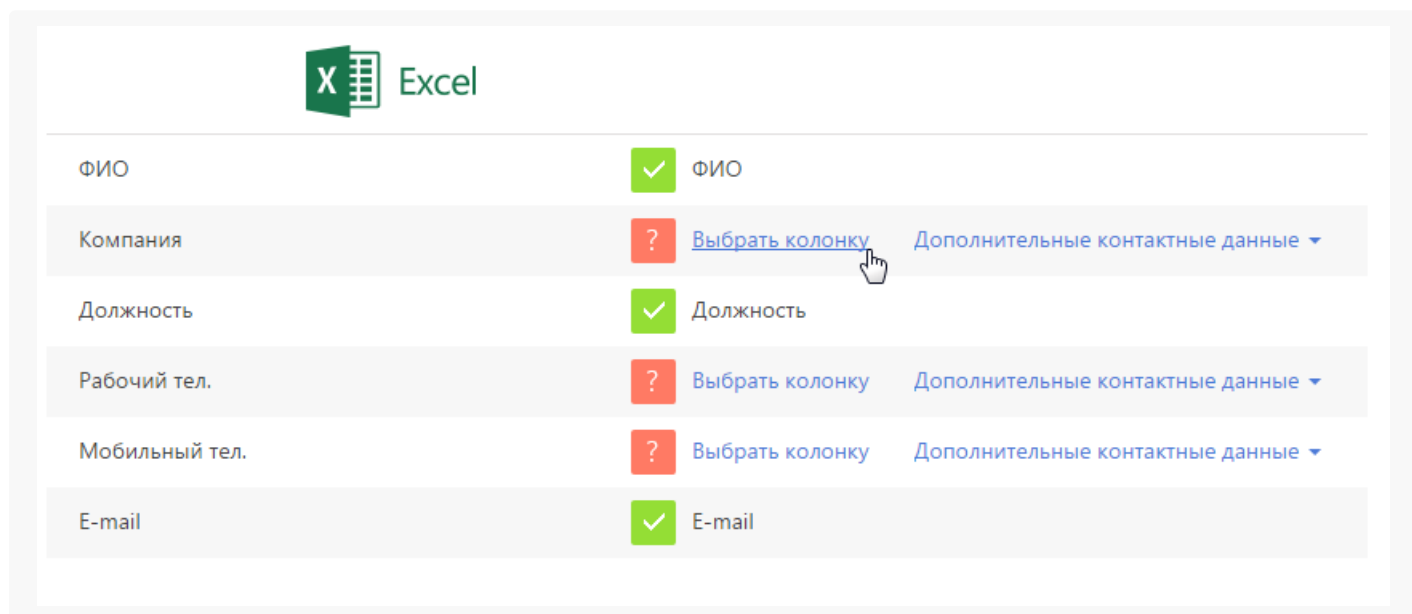 Excel
ФИО ФИО
Компания ? Выбрать колонку Дополнительные контактные данные
Должность Должность
Рабочий тел. ? Выбрать колонку Дополнительные контактные данные
Мобильный тел. ? Выбрать колонку Дополнительные контактные данные
E-mail E-mail